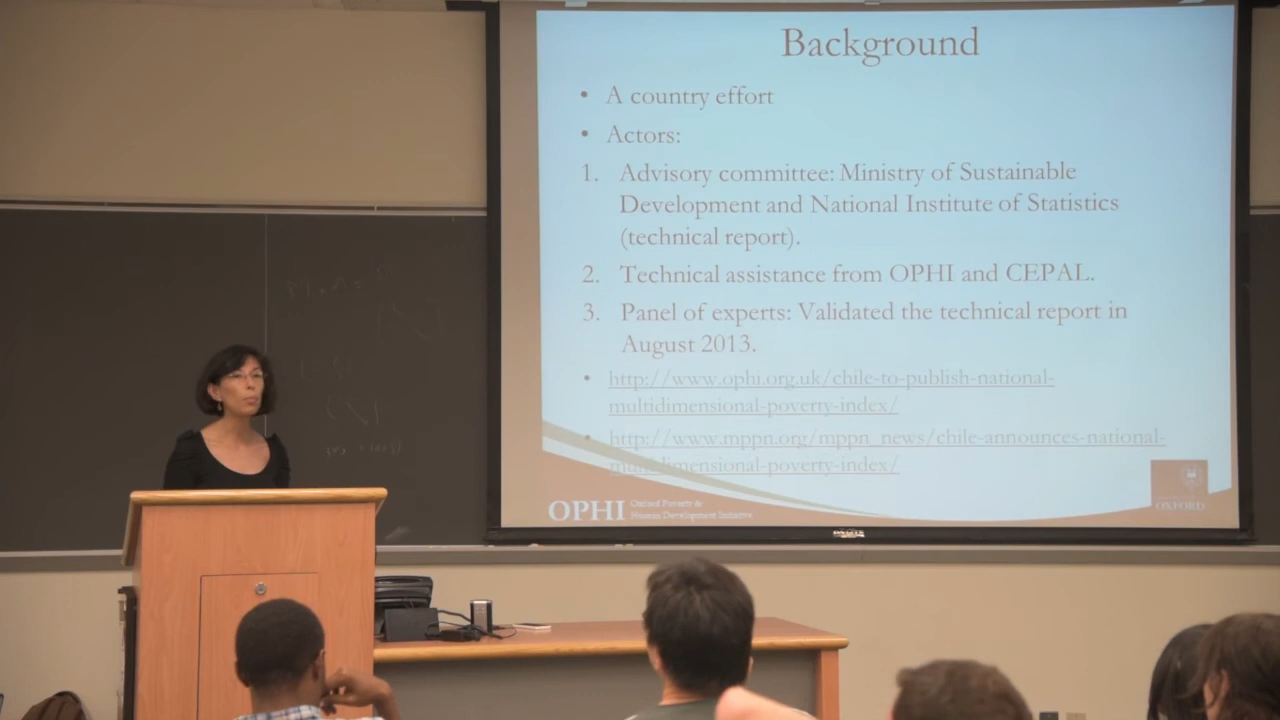 Background
• A country effort
• Actors:
1. Advisory committee: Ministry of Sustainable
Development and National Institute of Statistics
(technical report).
2. Technical assistance from OPHI and CEPAL.
3. Panel of experts: Validated the technical report in
August 2013.
• http://www.ophi.org.uk/chile-to-publish-national-
multidimensional-poverty-index/
• http://www.mppn.org/mppn_news/chile-announces-national-
multidimensional-poverty-index/
OPHI Oxford Poverty &
Human Development Initiative
OXFORD